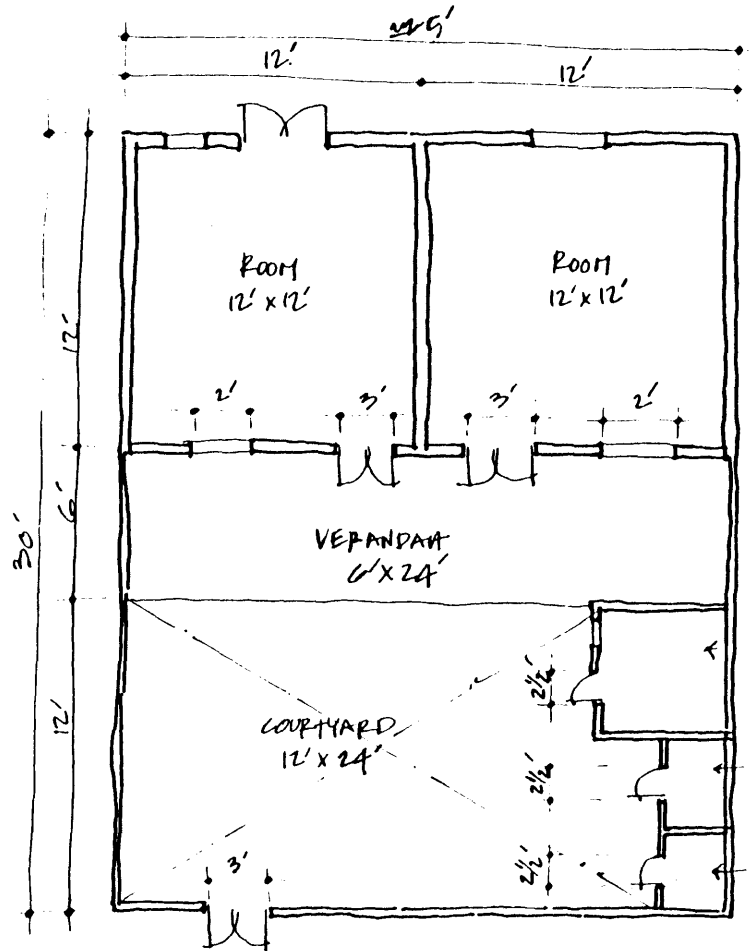 12'
12'
ROOM
12' X 12'
ROOM
12' X 12'
12'
2'
3'
3'
2'
6'
VERANDAH
6' X 24'
30'
2½'
COURTYARD
12' X 24'
12'
2½'
2½'
3'